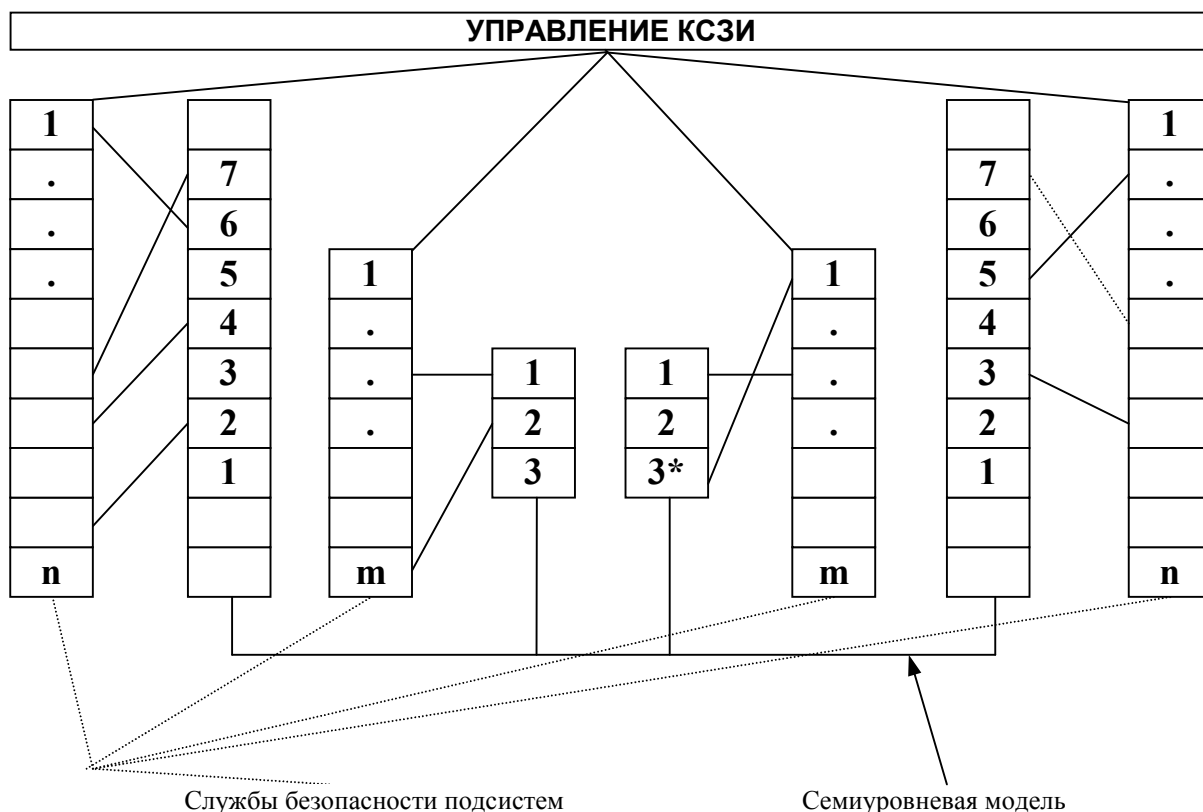 УПРАВЛЕНИЕ КСЗИ
1 1
. 7 7 .
. 6 6 .
. 5 1 1 5 .
4 . . 4
3 . 1 1 . 3
2 . 2 2 . 2
1 3 3* 1
n m m n
Службы безопасности подсистем Семиуровневая модель